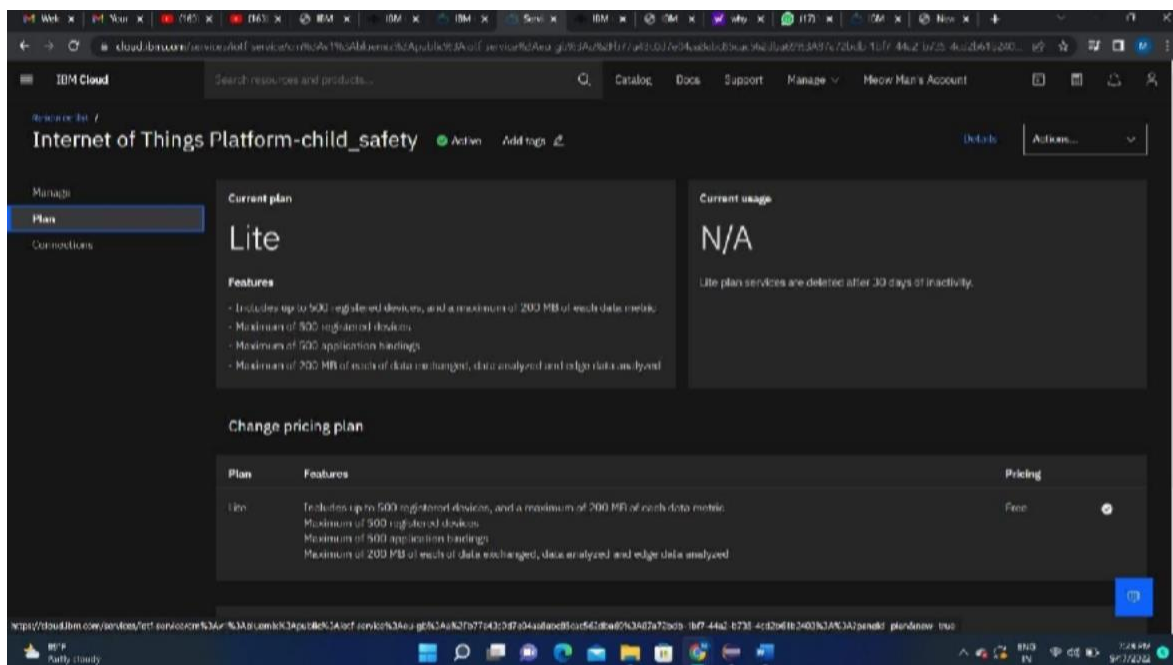 IBM Cloud
Search resources and products...
Catalog
Docs
Support
Manage
Meow Man's Account
Resource list /
Internet of Things Platform-child_safety
Active
Add tags
Details
Actions...
Manage
Plan
Connections
Current plan
Lite
Features
- Includes up to 500 registered devices, and a maximum of 200 MB of each data metric
- Maximum of 500 registered devices
- Maximum of 500 application bindings
- Maximum of 200 MB of each of data exchanged, data analyzed and edge data analyzed
Current usage
N/A
Lite plan services are deleted after 30 days of inactivity.
Change pricing plan
Plan
Features
Pricing
Lite
Includes up to 500 registered devices, and a maximum of 200 MB of each data metric
Maximum of 500 registered devices
Maximum of 500 application bindings
Maximum of 200 MB of each of data exchanged, data analyzed and edge data analyzed
Free
Partly cloudy
ENG
IN